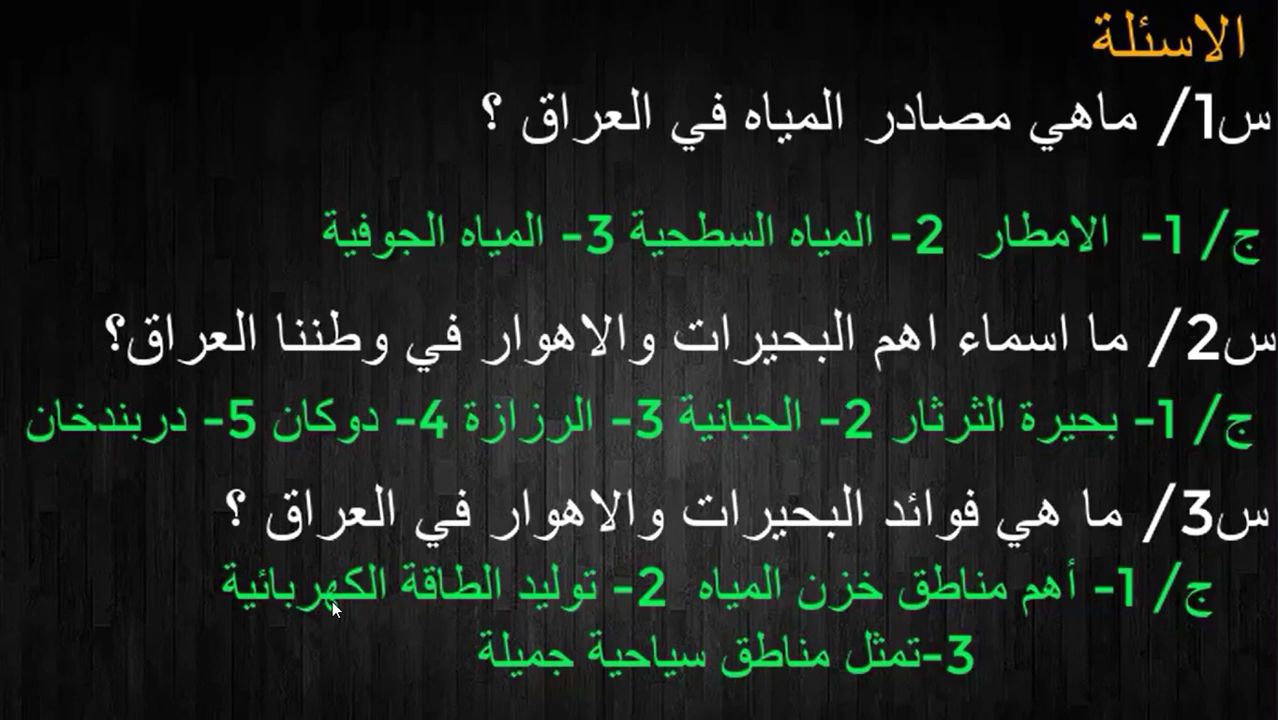 الاسئلة
س1/ ماهي مصادر المياه في العراق ؟
ج/ 1- الامطار 2- المياه السطحية 3- المياه الجوفية
س2/ ما اسماء اهم البحيرات والاهوار في وطننا العراق؟
ج/ 1- بحيرة الثرثار 2- الحبانية 3- الرزازة 4- دوكان 5- دربندخان
س3/ ما هي فوائد البحيرات والاهوار في العراق ؟
ج/ 1- أهم مناطق خزن المياه 2- توليد الطاقة الكهربائية
3-تمثل مناطق سياحية جميلة